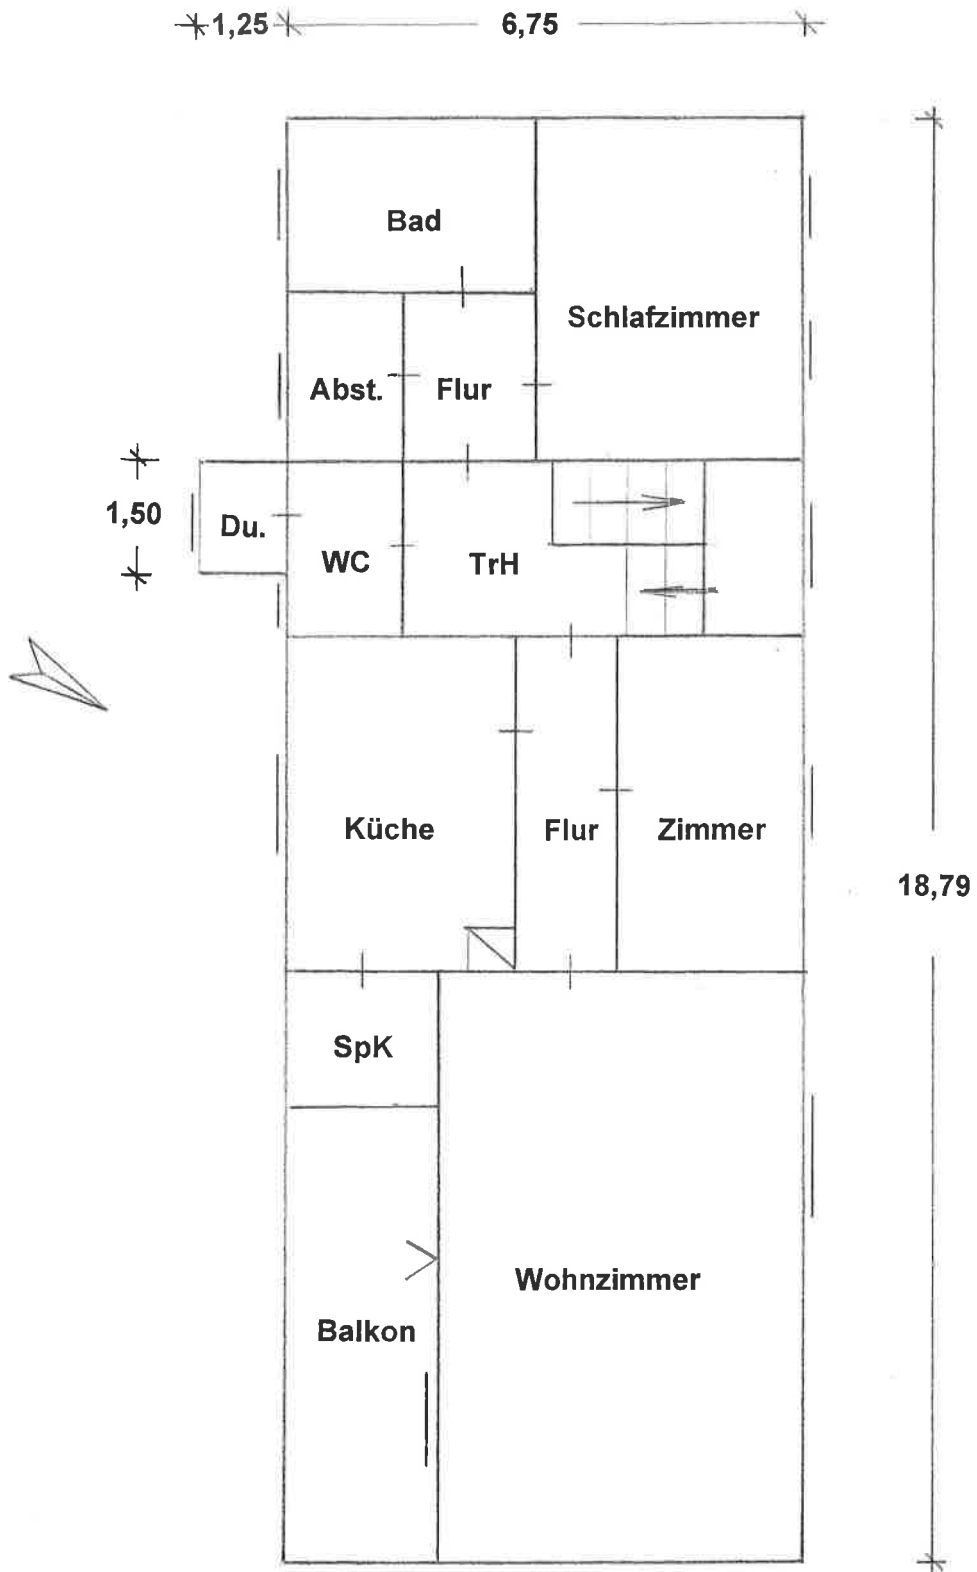 1,25
6,75
Bad
Schlafzimmer
Abst.
Flur
1,50
Du.
WC
TrH
Küche
Flur
Zimmer
18,79
SpK
Wohnzimmer
Balkon